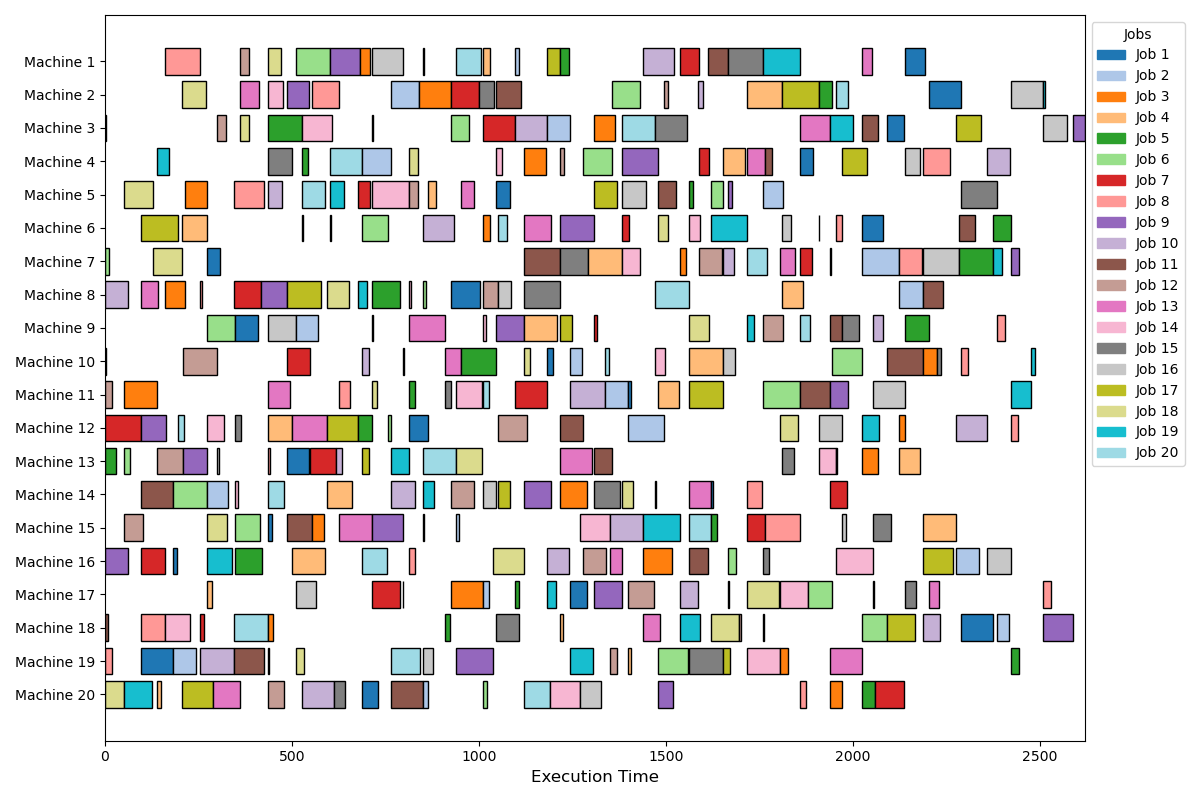 Machine 1
Machine 2
Machine 3
Machine 4
Machine 5
Machine 6
Machine 7
Machine 8
Machine 9
Machine 10
Machine 11
Machine 12
Machine 13
Machine 14
Machine 15
Machine 16
Machine 17
Machine 18
Machine 19
Machine 20
0
500
1000
1500
2000
2500
Execution Time
Jobs
Job 1
Job 2
Job 3
Job 4
Job 5
Job 6
Job 7
Job 8
Job 9
Job 10
Job 11
Job 12
Job 13
Job 14
Job 15
Job 16
Job 17
Job 18
Job 19
Job 20